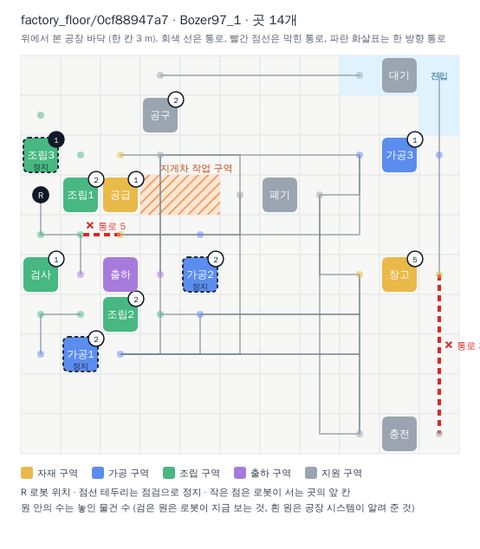 factory_floor/0cf88947a7 · Bozer97_1 · 곳 14개
위에서 본 공장 바닥 (한 칸 3 m). 회색 선은 통로, 빨간 점선은 막힌 통로, 파란 화살표는 한 방향 통로
대기
진입
2
공구
1
조립3
정지
1
가공3
지게차 작업 구역
R
2
조립1
1
공급
폐기
✕ 통로 5
1
검사
출하
2
가공2
정지
5
창고
2
조립2
2
가공1
정지
✕ 통로
충전
자재 구역
가공 구역
조립 구역
출하 구역
지원 구역
R 로봇 위치 · 점선 테두리는 점검으로 정지 · 작은 점은 로봇이 서는 곳의 앞 칸
원 안의 수는 놓인 물건 수 (검은 원은 로봇이 지금 보는 것, 흰 원은 공장 시스템이 알려 준 것)